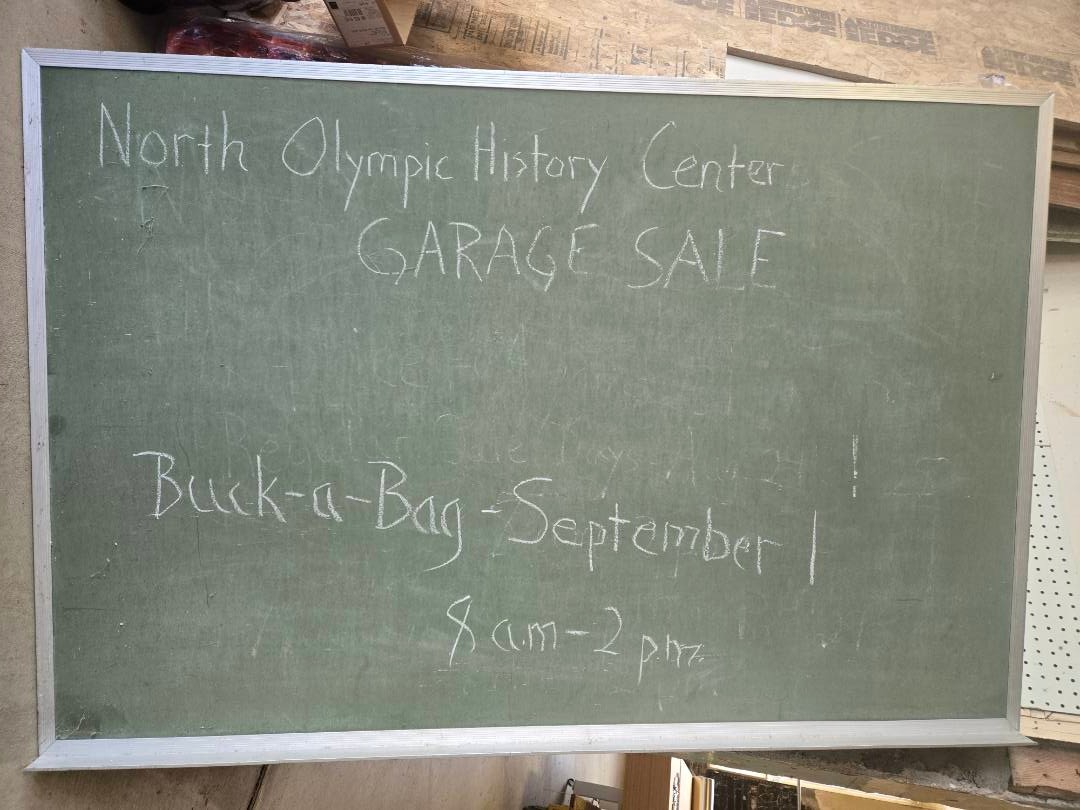 North Olympic History Center
GARAGE SALE
Buck-a-Bag - September 1
8 a.m - 2 p.m.